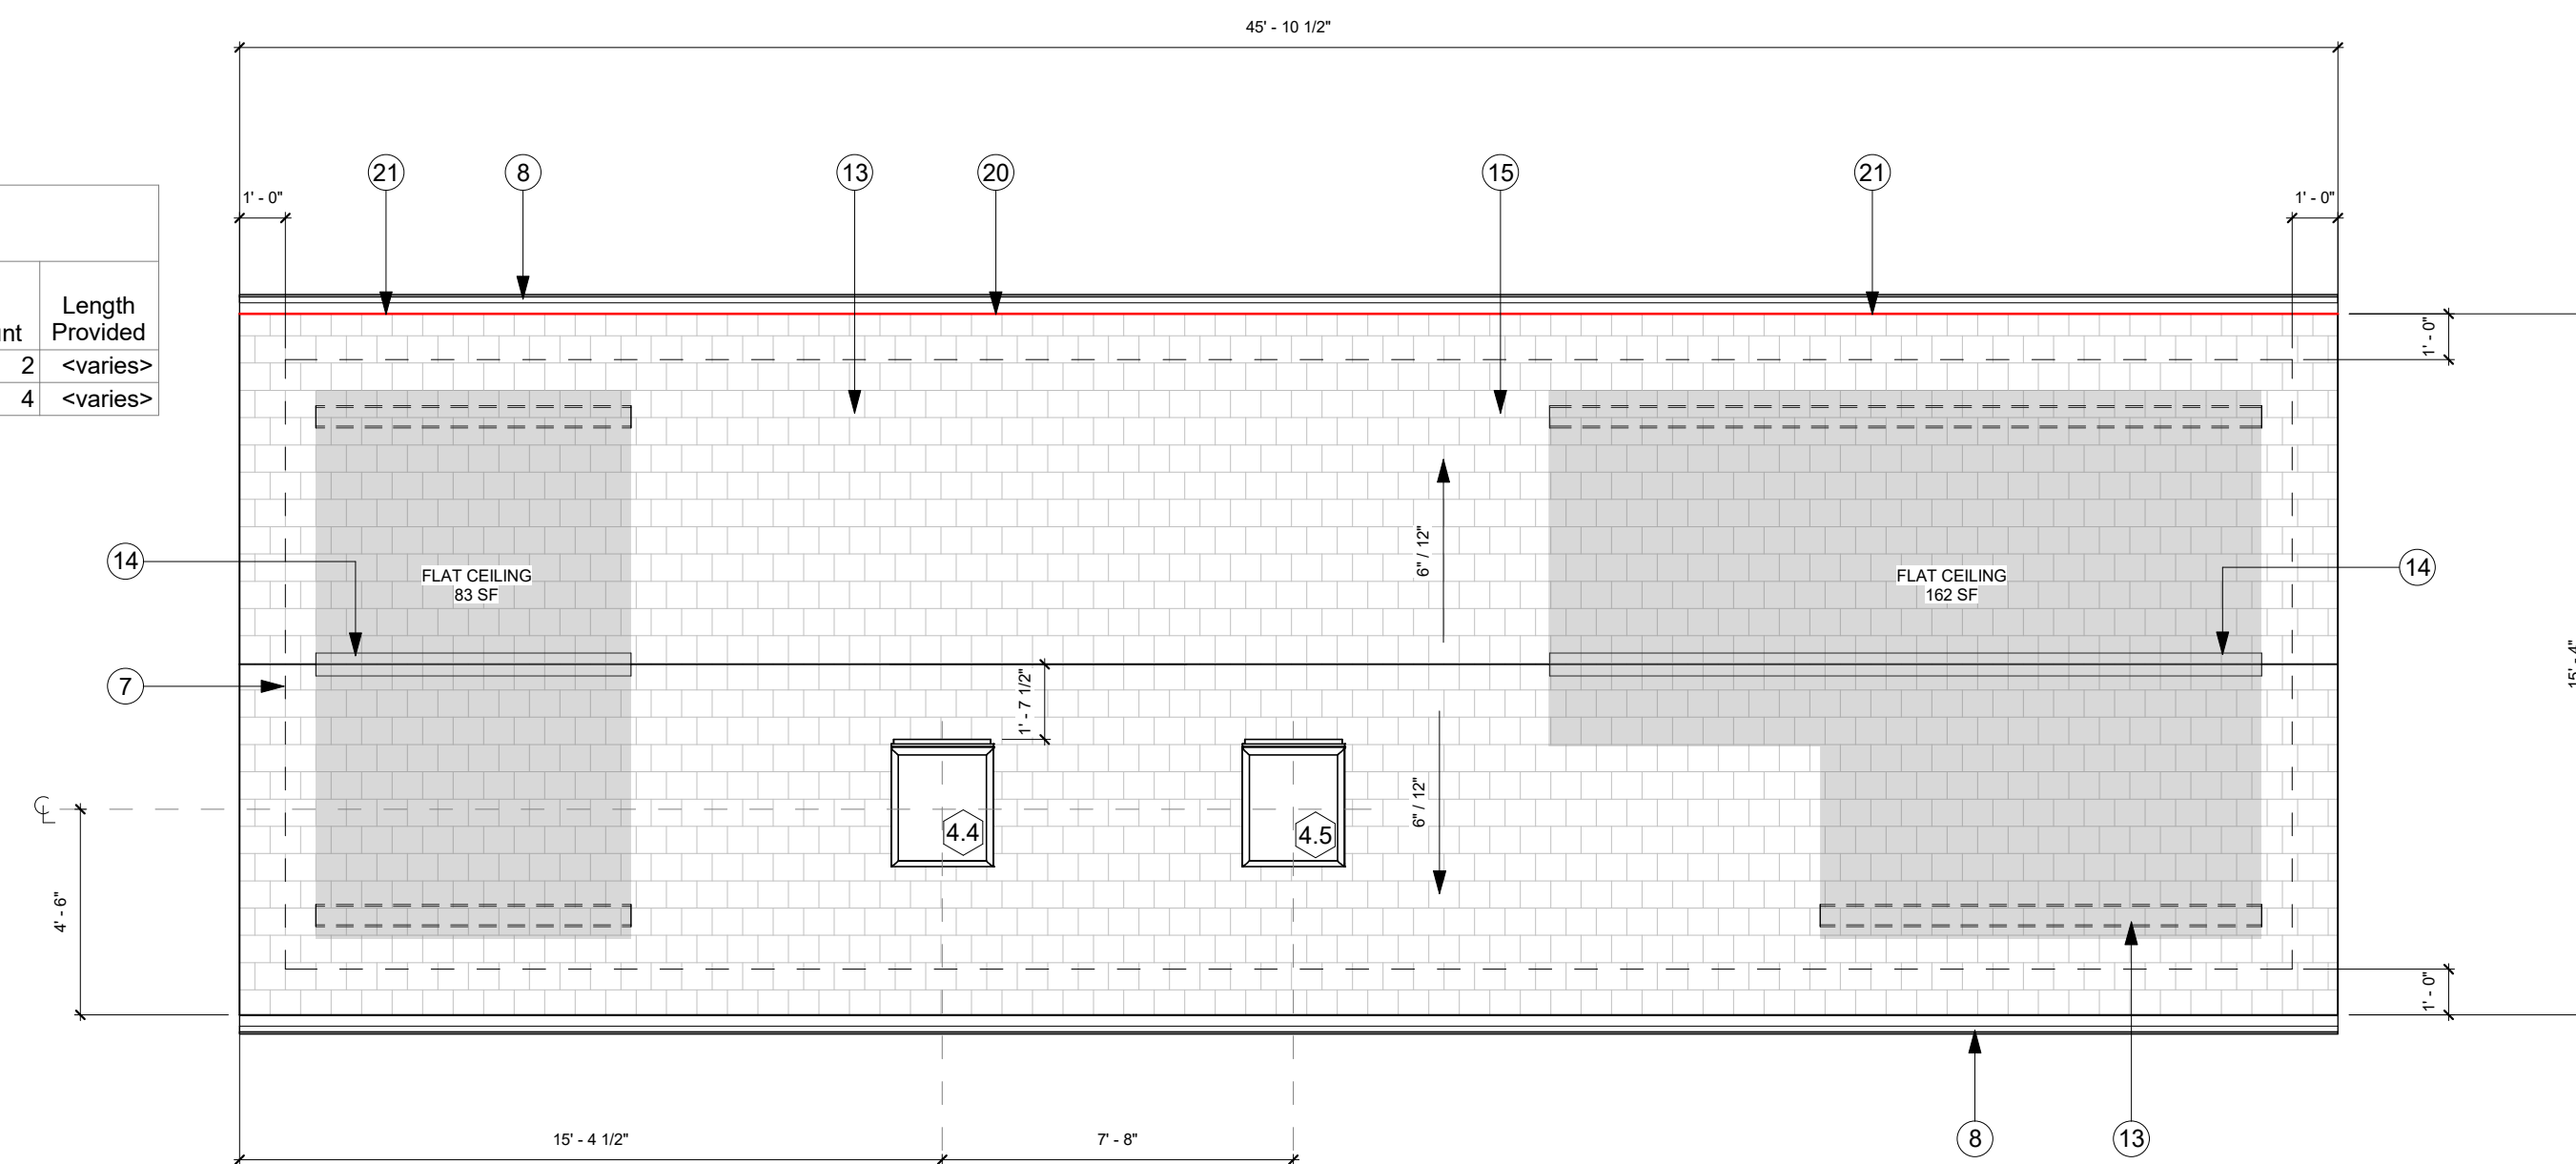 45' - 10 1/2"
21
8
13
20
15
21
1' - 0"
1' - 0"
Length
Provided
2 <varies>
4 <varies>
1' - 0"
6" / 12"
14
FLAT CEILING
83 SF
FLAT CEILING
162 SF
14
15' - 4"
7
1' - 7 1/2"
6" / 12"
4.4
4.5
4' - 6"
1' - 0"
15' - 4 1/2"
7' - 8"
8
13